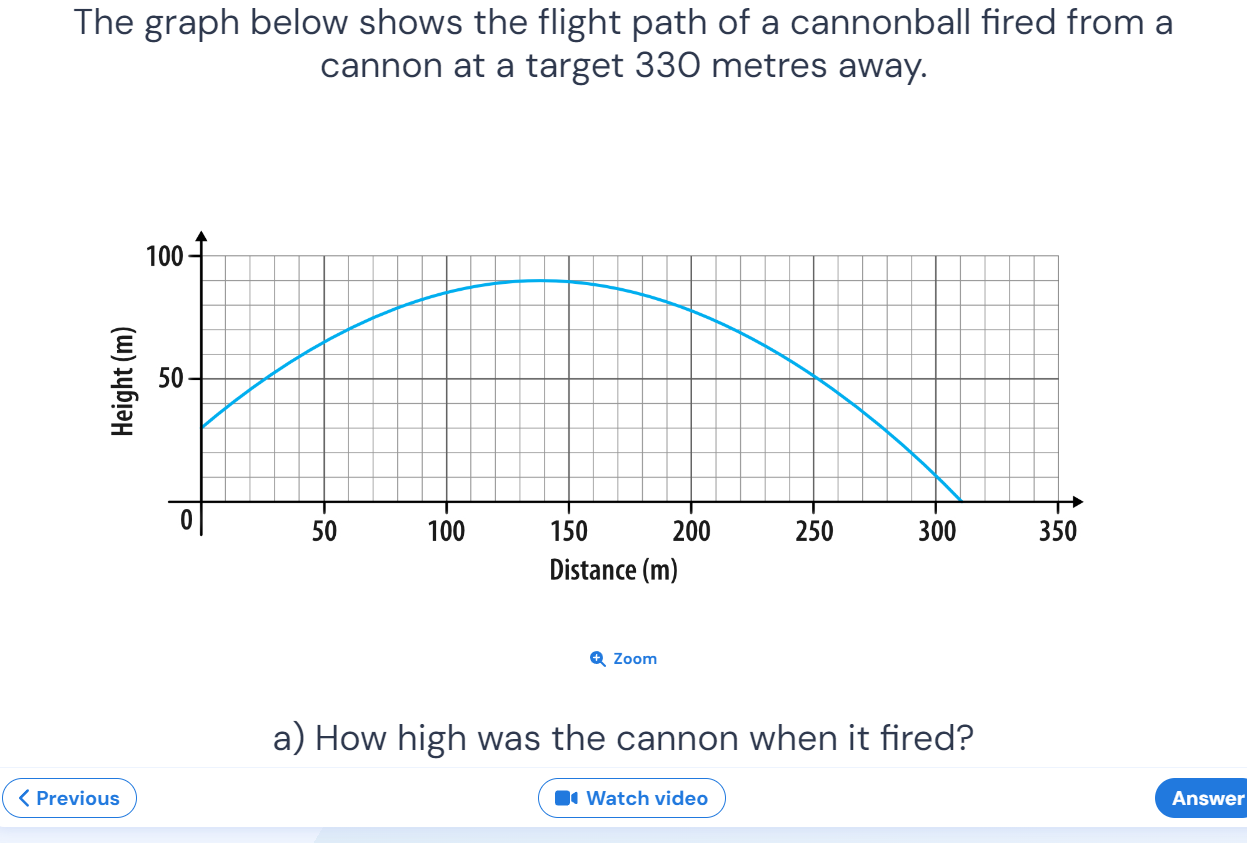 The graph below shows the flight path of a cannonball fired from a
cannon at a target 330 metres away.
100
50
0
Height (m)
50 100 150 200 250 300 350
Distance (m)
Zoom
a) How high was the cannon when it fired?
Previous
Watch video
Answer